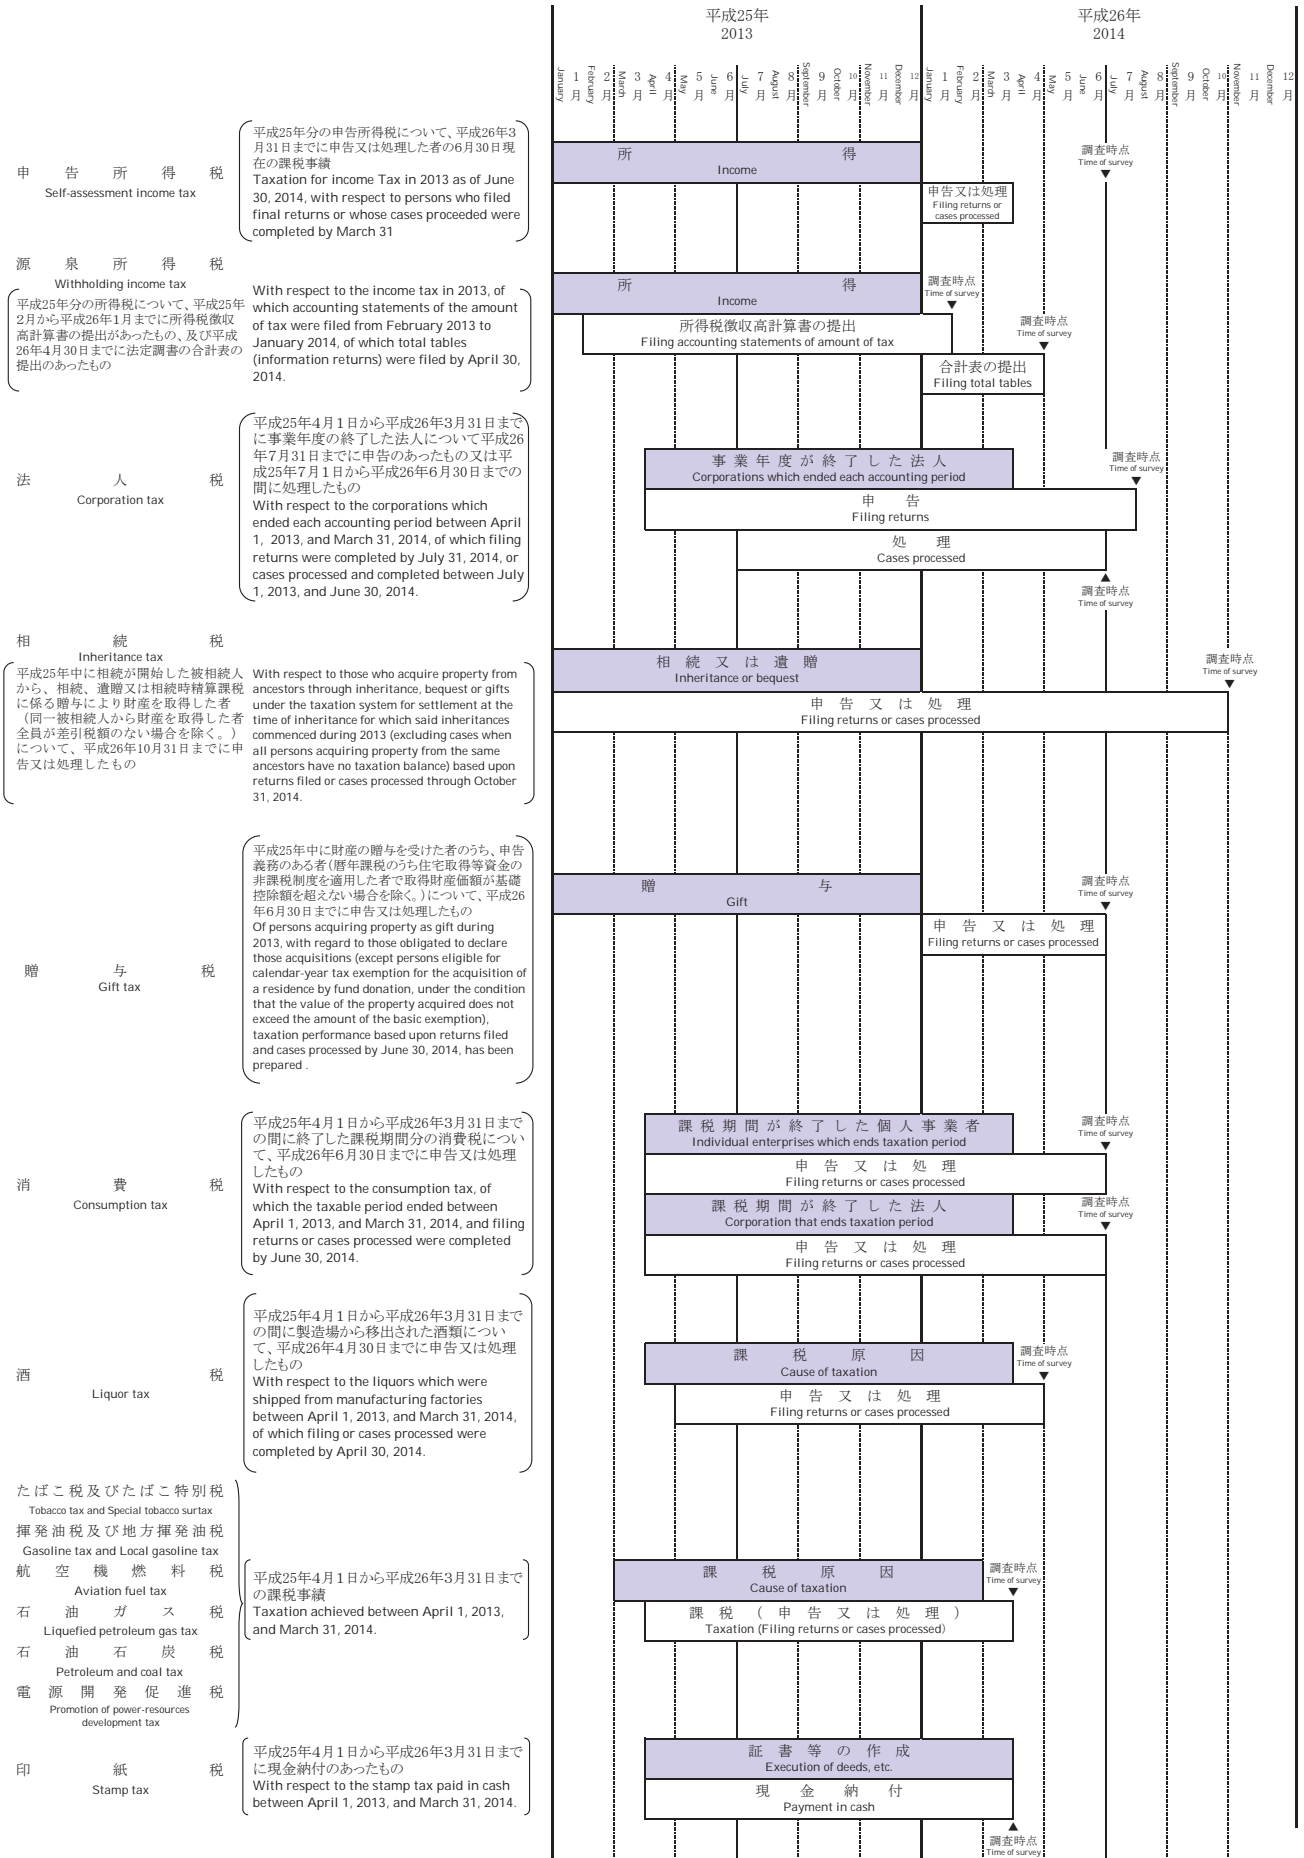 平成25年
2013
平成26年
2014
January
1月
February
2月
March
3月
April
4月
May
5月
June
6月
July
7月
August
8月
September
9月
October
10月
November
11月
December
12月
January
1月
February
2月
March
3月
April
4月
May
5月
June
6月
July
7月
August
8月
September
9月
October
10月
November
11月
December
12月
申告所得税
Self-assessment income tax
平成25年分の申告所得税について、平成26年3
月31日までに申告又は処理した者の6月30日現
在の課税事績
Taxation for income Tax in 2013 as of June
30, 2014, with respect to persons who filed
final returns or whose cases proceeded were
completed by March 31
所得
Income
申告又は処理
Filing returns or
cases processed
調査時点
Time of survey
源泉所得税
Withholding income tax
平成25年分の所得税について、平成25年
2月から平成26年1月までに所得税徴収
高計算書の提出があったもの、及び平成
26年4月30日までに法定調書の合計表の
提出のあったもの
With respect to the income tax in 2013, of
which accounting statements of the amount
of tax were filed from February 2013 to
January 2014, of which total tables
(information returns) were filed by April 30,
2014.
所得
Income
調査時点
Time of survey
所得税徴収高計算書の提出
Filing accounting statements of amount of tax
調査時点
Time of survey
合計表の提出
Filing total tables
法人税
Corporation tax
平成25年4月1日から平成26年3月31日まで
に事業年度の終了した法人について平成26
年7月31日までに申告のあったもの又は平
成25年7月1日から平成26年6月30日までの
間に処理したもの
With respect to the corporations which
ended each accounting period between April
1, 2013, and March 31, 2014, of which filing
returns were completed by July 31, 2014, or
cases processed and completed between July
1, 2013, and June 30, 2014.
事業年度が終了した法人
Corporations which ended each accounting period
調査時点
Time of survey
申告
Filing returns
処理
Cases processed
調査時点
Time of survey
相続税
Inheritance tax
平成25年中に相続が開始した被相続人
から、相続、遺贈又は相続時精算課税
に係る贈与により財産を取得した者
（同一被相続人から財産を取得した者
全員が差引税額のない場合を除く。）
について、平成26年10月31日までに申
告又は処理したもの
With respect to those who acquire property from
ancestors through inheritance, bequest or gifts
under the taxation system for settlement at the
time of inheritance for which said inheritances
commenced during 2013 (excluding cases when
all persons acquiring property from the same
ancestors have no taxation balance) based upon
returns filed or cases processed through October
31, 2014.
相続又は遺贈
Inheritance or bequest
調査時点
Time of survey
申告又は処理
Filing returns or cases processed
贈与税
Gift tax
平成25年中に財産の贈与を受けた者のうち、申告
義務のある者（暦年課税のうち住宅取得等資金の
非課税制度を適用した者で取得財産価額が基礎
控除額を超えない場合を除く。）について、平成26
年6月30日までに申告又は処理したもの
Of persons acquiring property as gift during
2013, with regard to those obligated to declare
those acquisitions (except persons eligible for
calendar-year tax exemption for the acquisition of
a residence by fund donation, under the condition
that the value of the property acquired does not
exceed the amount of the basic exemption),
taxation performance based upon returns filed
and cases processed by June 30, 2014, has been
prepared .
贈与
Gift
調査時点
Time of survey
申告又は処理
Filing returns or cases processed
消費税
Consumption tax
平成25年4月1日から平成26年3月31日まで
の間に終了した課税期間分の消費税につい
て、平成26年6月30日までに申告又は処理
したもの
With respect to the consumption tax, of
which the taxable period ended between
April 1, 2013, and March 31, 2014, and filing
returns or cases processed were completed
by June 30, 2014.
課税期間が終了した個人事業者
Individual enterprises which ends taxation period
調査時点
Time of survey
申告又は処理
Filing returns or cases processed
課税期間が終了した法人
Corporation that ends taxation period
調査時点
Time of survey
申告又は処理
Filing returns or cases processed
酒税
Liquor tax
平成25年4月1日から平成26年3月31日まで
の間に製造場から移出された酒類につい
て、平成26年4月30日までに申告又は処理
したもの
With respect to the liquors which were
shipped from manufacturing factories
between April 1, 2013, and March 31, 2014,
of which filing or cases processed were
completed by April 30, 2014.
課税原因
Cause of taxation
調査時点
Time of survey
申告又は処理
Filing returns or cases processed
たばこ税及びたばこ特別税
Tobacco tax and Special tobacco surtax
揮発油税及び地方揮発油税
Gasoline tax and Local gasoline tax
航空機燃料税
Aviation fuel tax
石油ガス税
Liquefied petroleum gas tax
石油石炭税
Petroleum and coal tax
電源開発促進税
Promotion of power-resources
development tax
平成25年4月1日から平成26年3月31日まで
の課税事績
Taxation achieved between April 1, 2013,
and March 31, 2014.
課税原因
Cause of taxation
調査時点
Time of survey
課税（申告又は処理）
Taxation (Filing returns or cases processed)
印紙税
Stamp tax
平成25年4月1日から平成26年3月31日まで
に現金納付のあったもの
With respect to the stamp tax paid in cash
between April 1, 2013, and March 31, 2014.
証書等の作成
Execution of deeds, etc.
現金納付
Payment in cash
調査時点
Time of survey